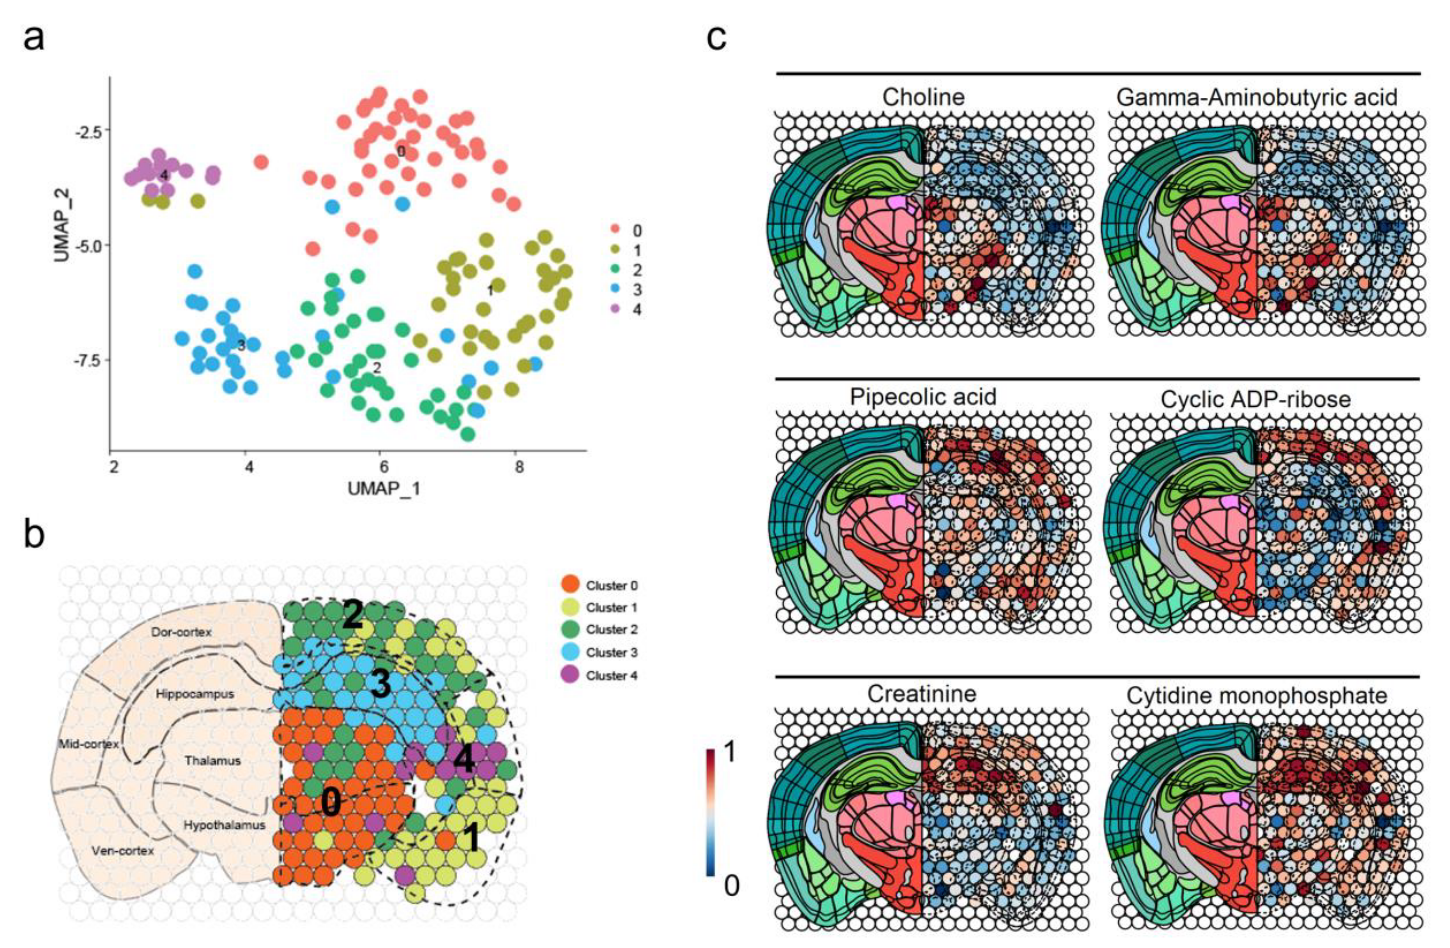 a
-2.5
-5.0
-7.5
UMAP_2
2
4
6
8
UMAP_1
0
1
2
3
4
0
1
2
3
4
b
Dor-cortex
Hippocampus
Mid-cortex
Thalamus
Hypothalamus
Ven-cortex
2
3
4
0
1
Cluster 0
Cluster 1
Cluster 2
Cluster 3
Cluster 4
c
Choline
Gamma-Aminobutyric acid
Pipecolic acid
Cyclic ADP-ribose
Creatinine
Cytidine monophosphate
1
0